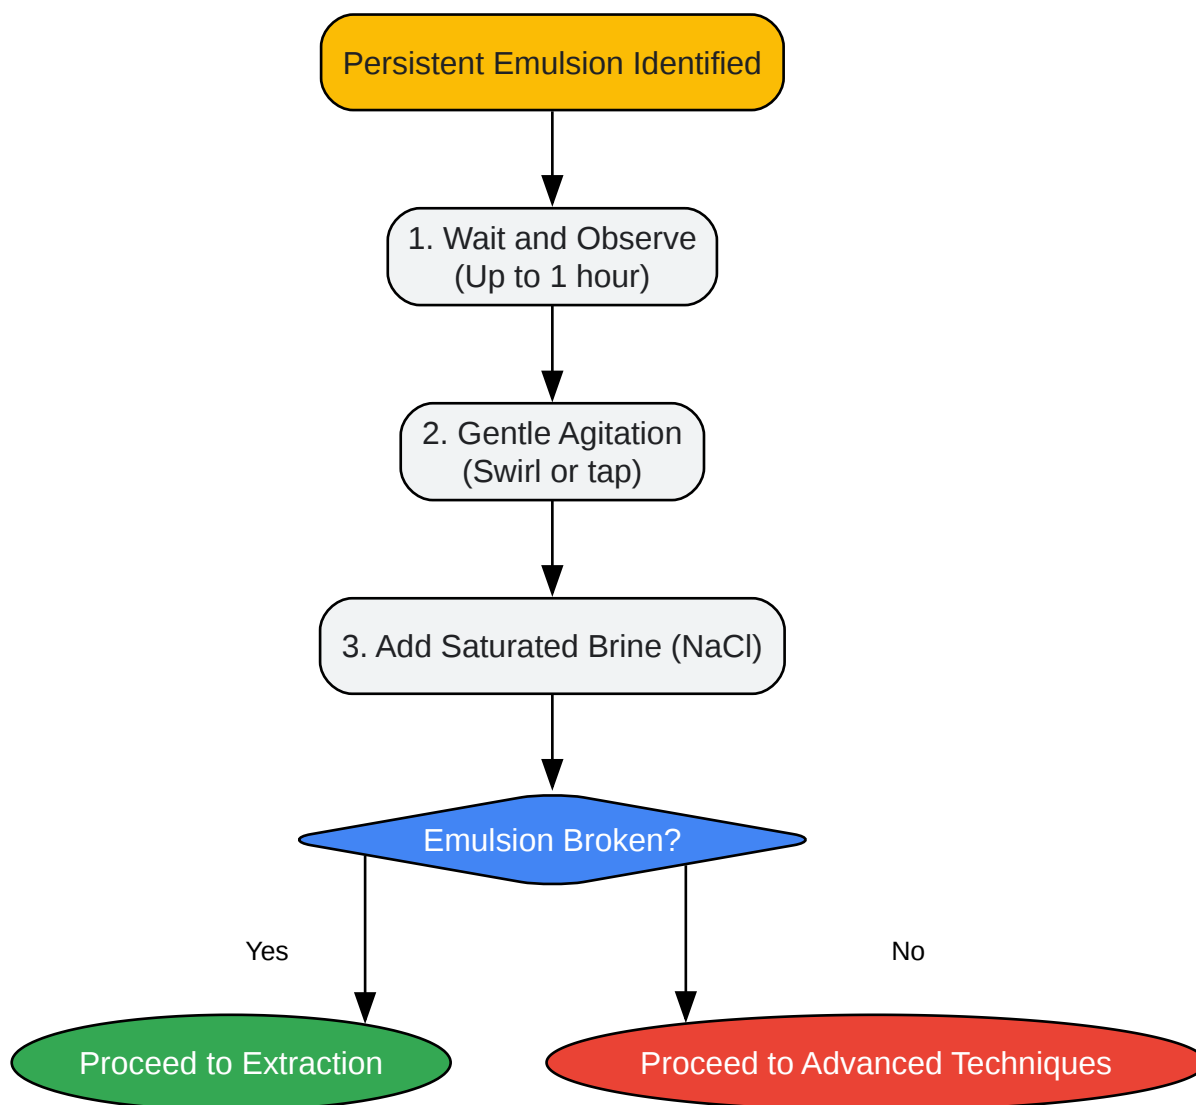 Persistent Emulsion Identified
1. Wait and Observe
(Up to 1 hour)
2. Gentle Agitation
(Swirl or tap)
3. Add Saturated Brine (NaCl)
Emulsion Broken?
Yes
No
Proceed to Extraction
Proceed to Advanced Techniques